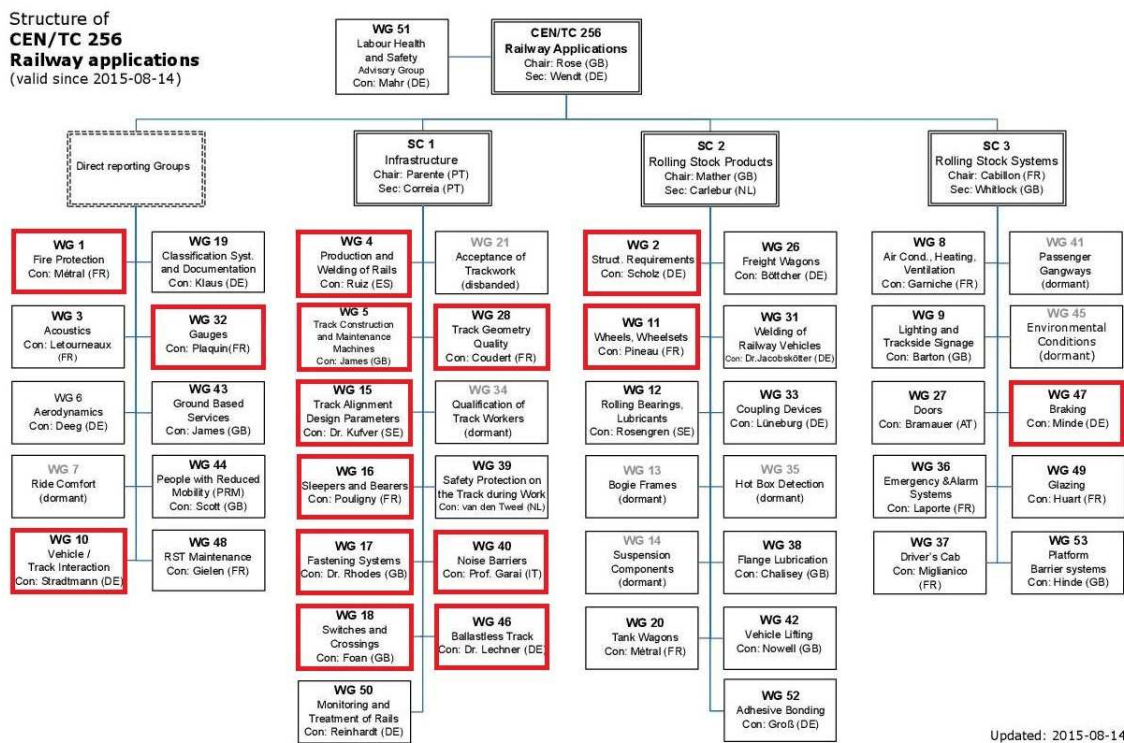 Structure of
CEN/TC 256
Railway applications
(valid since 2015-08-14)
WG 51
Labour Health
and Safety
Advisory Group
Con: Mahr (DE)
CEN/TC 256
Railway Applications
Chair: Rose (GB)
Sec: Wendt (DE)
Direct reporting Groups
SC 1
Infrastructure
Chair: Parente (PT)
Sec: Correia (PT)
SC 2
Rolling Stock Products
Chair: Mather (GB)
Sec: Carlebur (NL)
SC 3
Rolling Stock Systems
Chair: Cabillon (FR)
Sec: Whitlock (GB)
WG 1
Fire Protection
Con: Métral (FR)
WG 19
Classification Syst.
and Documentation
Con: Klaus (DE)
WG 3
Acoustics
Con: Letourneaux
(FR)
WG 32
Gauges
Con: Plaquin(FR)
WG 6
Aerodynamics
Con: Deeg (DE)
WG 43
Ground Based
Services
Con: James (GB)
WG 7
Ride Comfort
(dormant)
WG 44
People with Reduced
Mobility (PRM)
Con: Scott (GB)
WG 10
Vehicle /
Track Interaction
Con: Stradtmann (DE)
WG 48
RST Maintenance
Con: Gielen (FR)
WG 4
Production and
Welding of Rails
Con: Ruiz (ES)
WG 21
Acceptance of
Trackwork
(disbanded)
WG 5
Track Construction
and Maintenance
Machines
Con: James (GB)
WG 28
Track Geometry
Quality
Con: Coudert (FR)
WG 15
Track Alignment
Design Parameters
Con: Dr. Kufver (SE)
WG 34
Qualification of
Track Workers
(dormant)
WG 16
Sleepers and Bearers
Con: Pouligny (FR)
WG 39
Safety Protection on
the Track during Work
Con: van den Tweel (NL)
WG 17
Fastening Systems
Con: Dr. Rhodes (GB)
WG 40
Noise Barriers
Con: Prof. Garai (IT)
WG 18
Switches and
Crossings
Con: Foan (GB)
WG 46
Ballastless Track
Con: Dr. Lechner (DE)
WG 50
Monitoring and
Treatment of Rails
Con: Reinhardt (DE)
WG 2
Struct. Requirements
Con: Scholz (DE)
WG 26
Freight Wagons
Con: Böttcher (DE)
WG 11
Wheels, Wheelsets
Con: Pineau (FR)
WG 31
Welding of
Railway Vehicles
Con: Dr.Jacobskötter (DE)
WG 12
Rolling Bearings,
Lubricants
Con: Rosengren (SE)
WG 33
Coupling Devices
Con: Lüneburg (DE)
WG 13
Bogie Frames
(dormant)
WG 35
Hot Box Detection
(dormant)
WG 14
Suspension
Components
(dormant)
WG 38
Flange Lubrication
Con: Chalisey (GB)
WG 20
Tank Wagons
Con: Métral (FR)
WG 42
Vehicle Lifting
Con: Nowell (GB)
WG 52
Adhesive Bonding
Con: Groß (DE)
WG 8
Air Cond., Heating,
Ventilation
Con: Garniche (FR)
WG 41
Passenger
Gangways
(dormant)
WG 9
Lighting and
Trackside Signage
Con: Barton (GB)
WG 45
Environmental
Conditions
(dormant)
WG 27
Doors
Con: Bramauer (AT)
WG 47
Braking
Con: Minde (DE)
WG 36
Emergency &Alarm
Systems
Con: Laporte (FR)
WG 49
Glazing
Con: Huart (FR)
WG 37
Driver's Cab
Con: Miglianico
(FR)
WG 53
Platform
Barrier systems
Con: Hinde (GB)
Updated: 2015-08-14